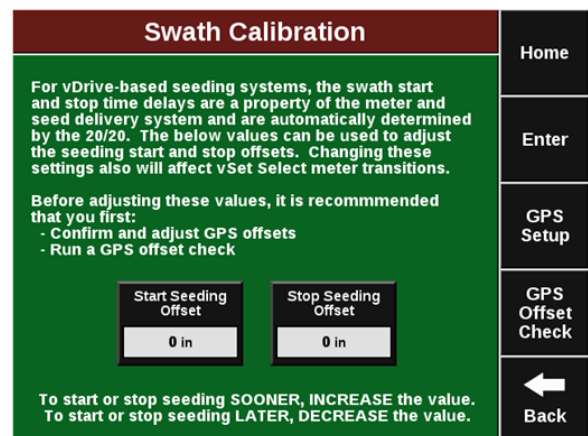 Swath Calibration
For vDrive-based seeding systems, the swath start
and stop time delays are a property of the meter and
seed delivery system and are automatically determined
by the 20/20. The below values can be used to adjust
the seeding start and stop offsets. Changing these
settings also will affect vSet Select meter transitions.
Before adjusting these values, it is recommmended
that you first:
- Confirm and adjust GPS offsets
- Run a GPS offset check
Start Seeding
Offset
0 in
Stop Seeding
Offset
0 in
To start or stop seeding SOONER, INCREASE the value.
To start or stop seeding LATER, DECREASE the value.
Home
Enter
GPS
Setup
GPS
Offset
Check
Back